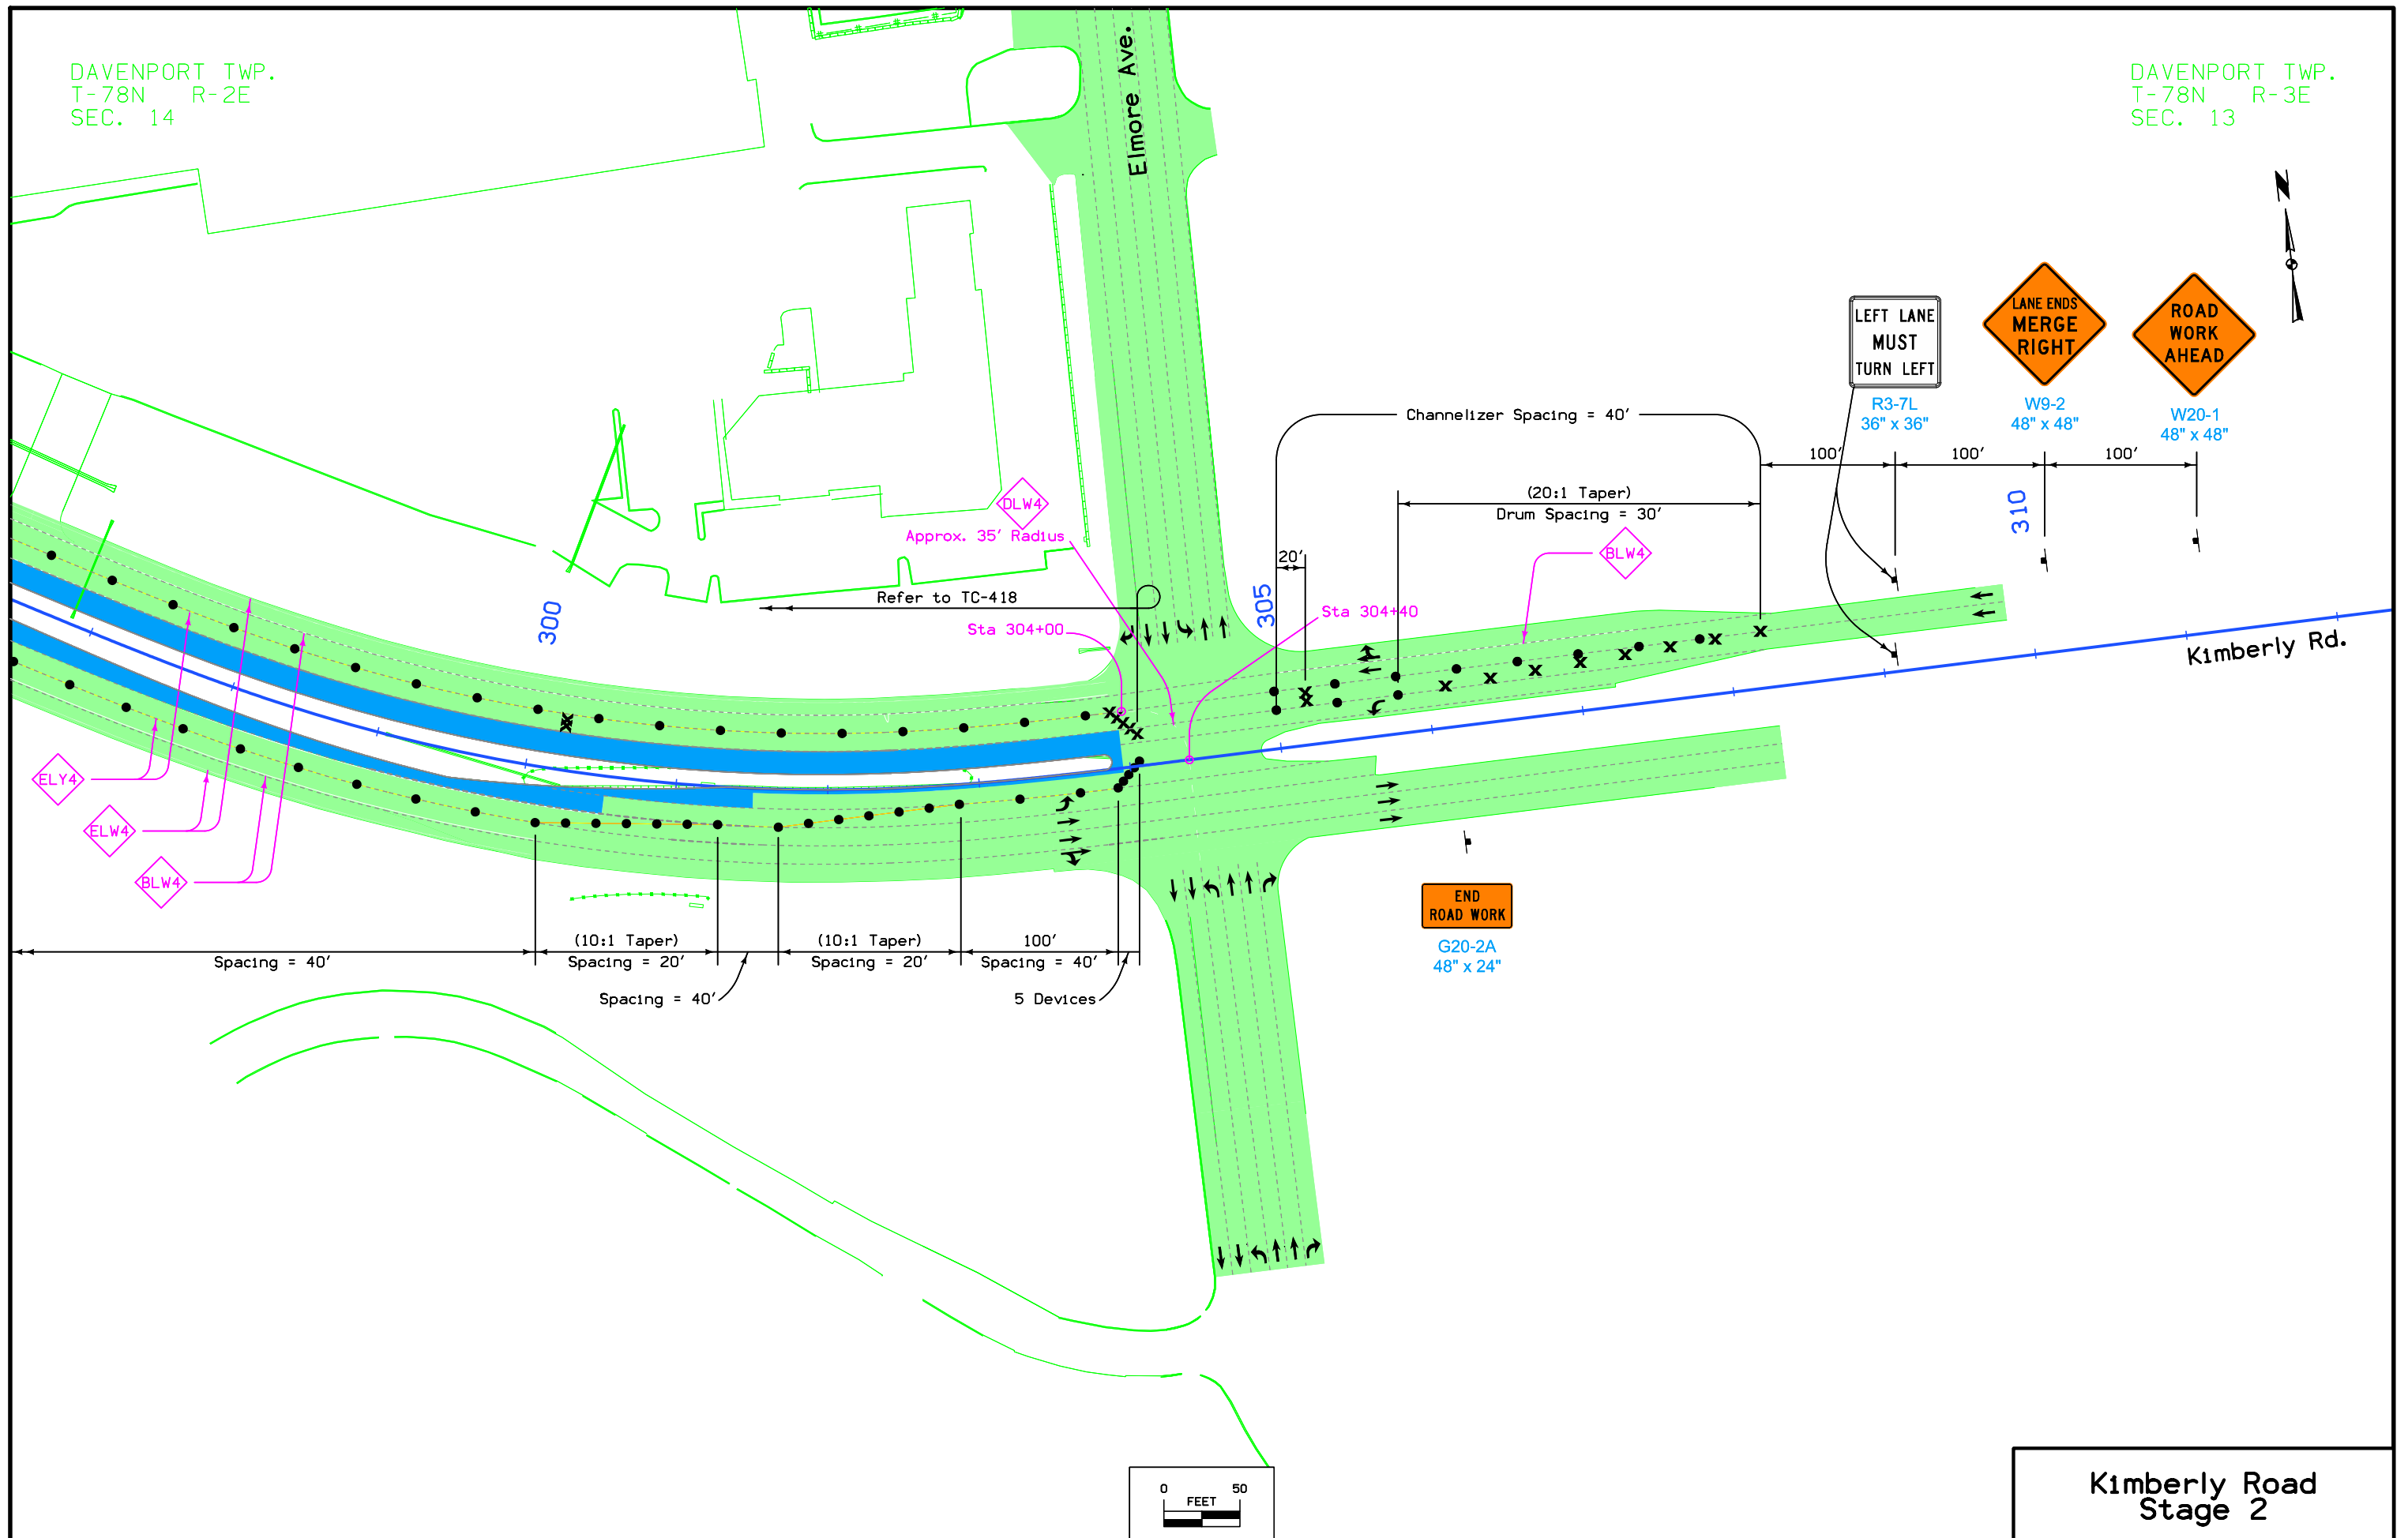 DAVENPORT TWP.
T-78N R-2E
SEC. 14
Elmore Ave.
DAVENPORT TWP.
T-78N R-3E
SEC. 13
N
LEFT LANE
MUST
TURN LEFT
R3-7L
36" x 36"
LANE ENDS
MERGE
RIGHT
W9-2
48" x 48"
ROAD
WORK
AHEAD
W20-1
48" x 48"
Channelizer Spacing = 40'
100'
100'
100'
(20:1 Taper)
Drum Spacing = 30'
310
DLW4
Approx. 35' Radius
BLW4
20'
305
300
Refer to TC-418
Sta 304+00
Sta 304+40
Kimberly Rd.
ELY4
ELW4
BLW4
END
ROAD WORK
G20-2A
48" x 24"
Spacing = 40'
(10:1 Taper)
Spacing = 20'
(10:1 Taper)
Spacing = 20'
100'
Spacing = 40'
Spacing = 40'
5 Devices
0 50
FEET
Kimberly Road
Stage 2